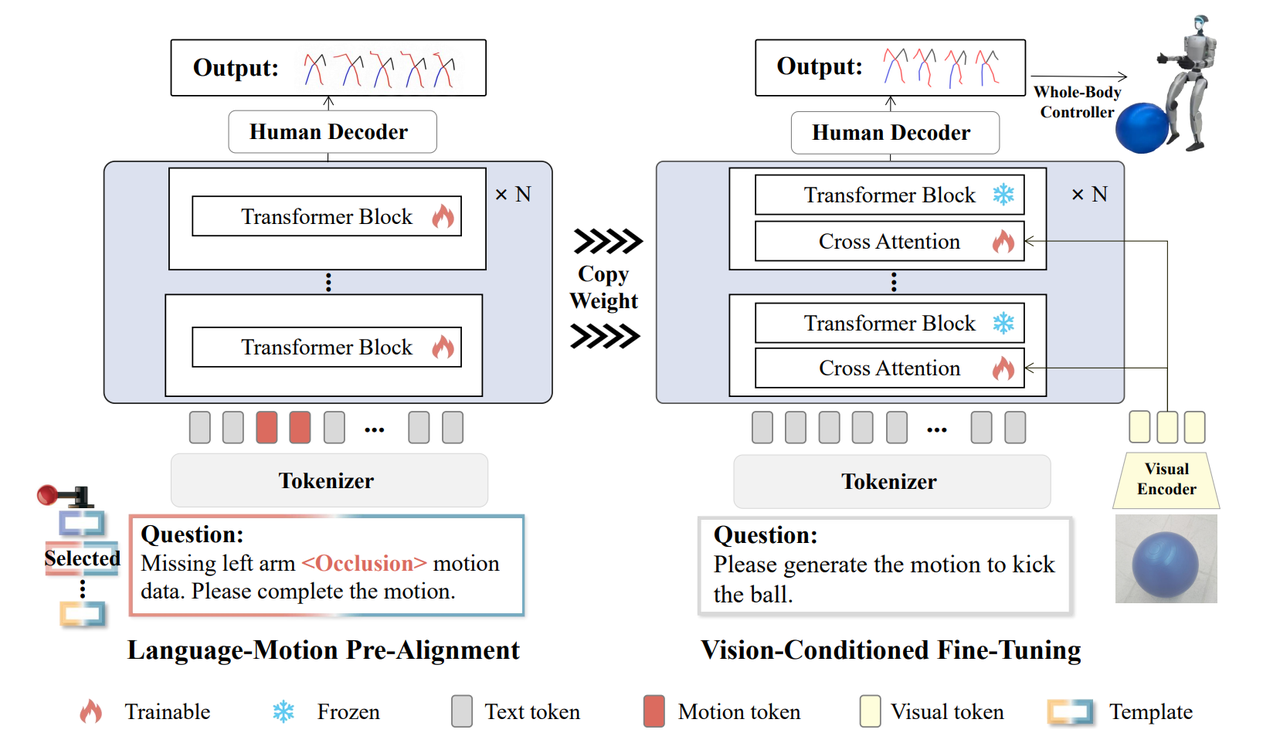 Output:
Human Decoder
Transformer Block
× N
Transformer Block
Tokenizer
Selected
Question:
Missing left arm <Occlusion> motion
data. Please complete the motion.
Language-Motion Pre-Alignment
Copy
Weight
Output:
Whole-Body
Controller
Human Decoder
Transformer Block
× N
Cross Attention
Transformer Block
Cross Attention
Tokenizer
Visual
Encoder
Question:
Please generate the motion to kick
the ball.
Vision-Conditioned Fine-Tuning
Trainable
Frozen
Text token
Motion token
Visual token
Template